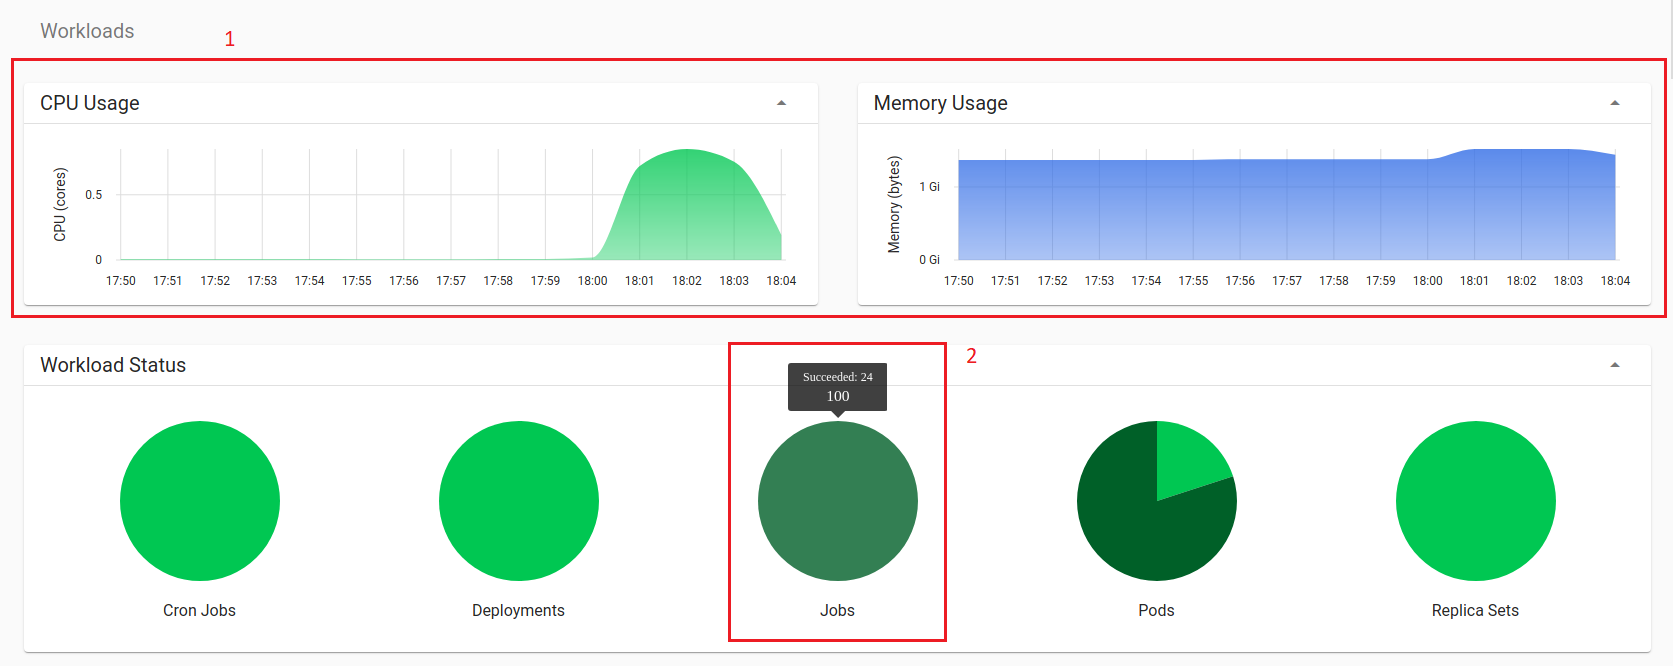 Workloads
1
CPU Usage
CPU (cores)
0.5
0
17:50 17:51 17:52 17:53 17:54 17:55 17:56 17:57 17:58 17:59 18:00 18:01 18:02 18:03 18:04
Memory Usage
Memory (bytes)
1 Gi
0 Gi
17:50 17:51 17:52 17:53 17:54 17:55 17:56 17:57 17:58 17:59 18:00 18:01 18:02 18:03 18:04
Workload Status
2
Succeeded: 24
100
Cron Jobs
Deployments
Jobs
Pods
Replica Sets